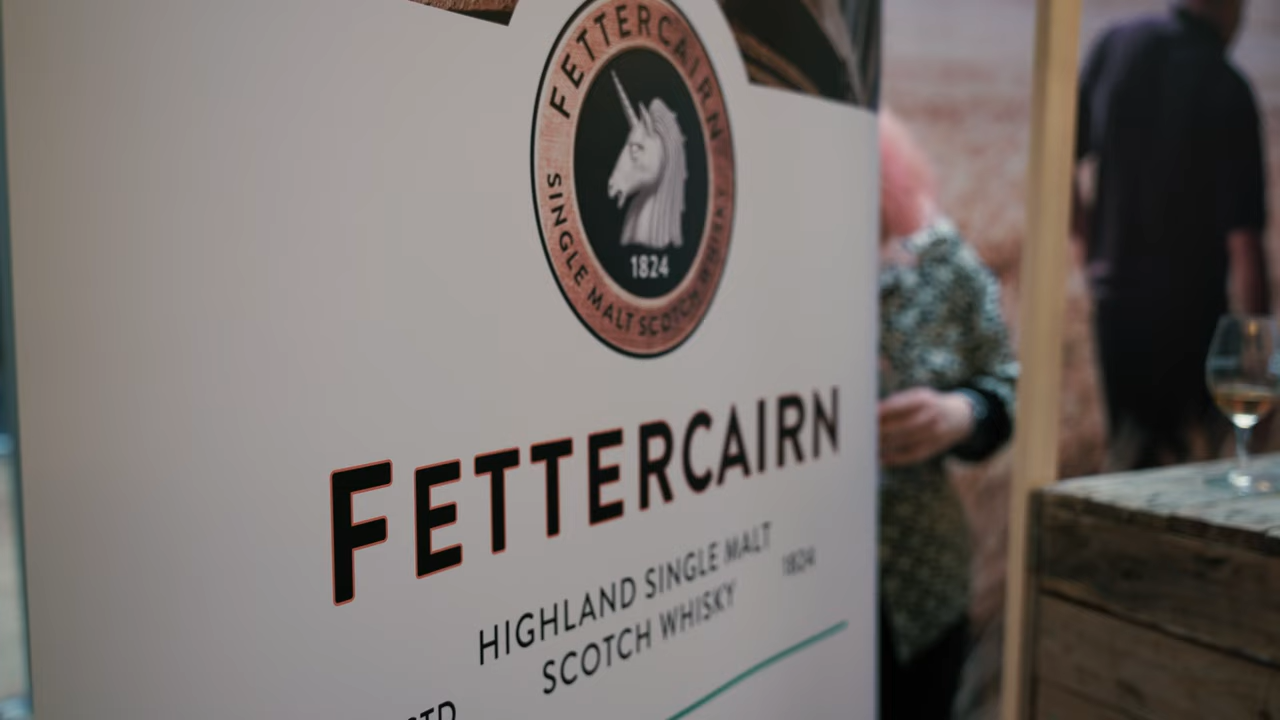 FETTERCAIRN
1824
SINGLE MALT SCOTCH WHISKY
FETTERCAIRN
HIGHLAND SINGLE MALT
SCOTCH WHISKY
1824